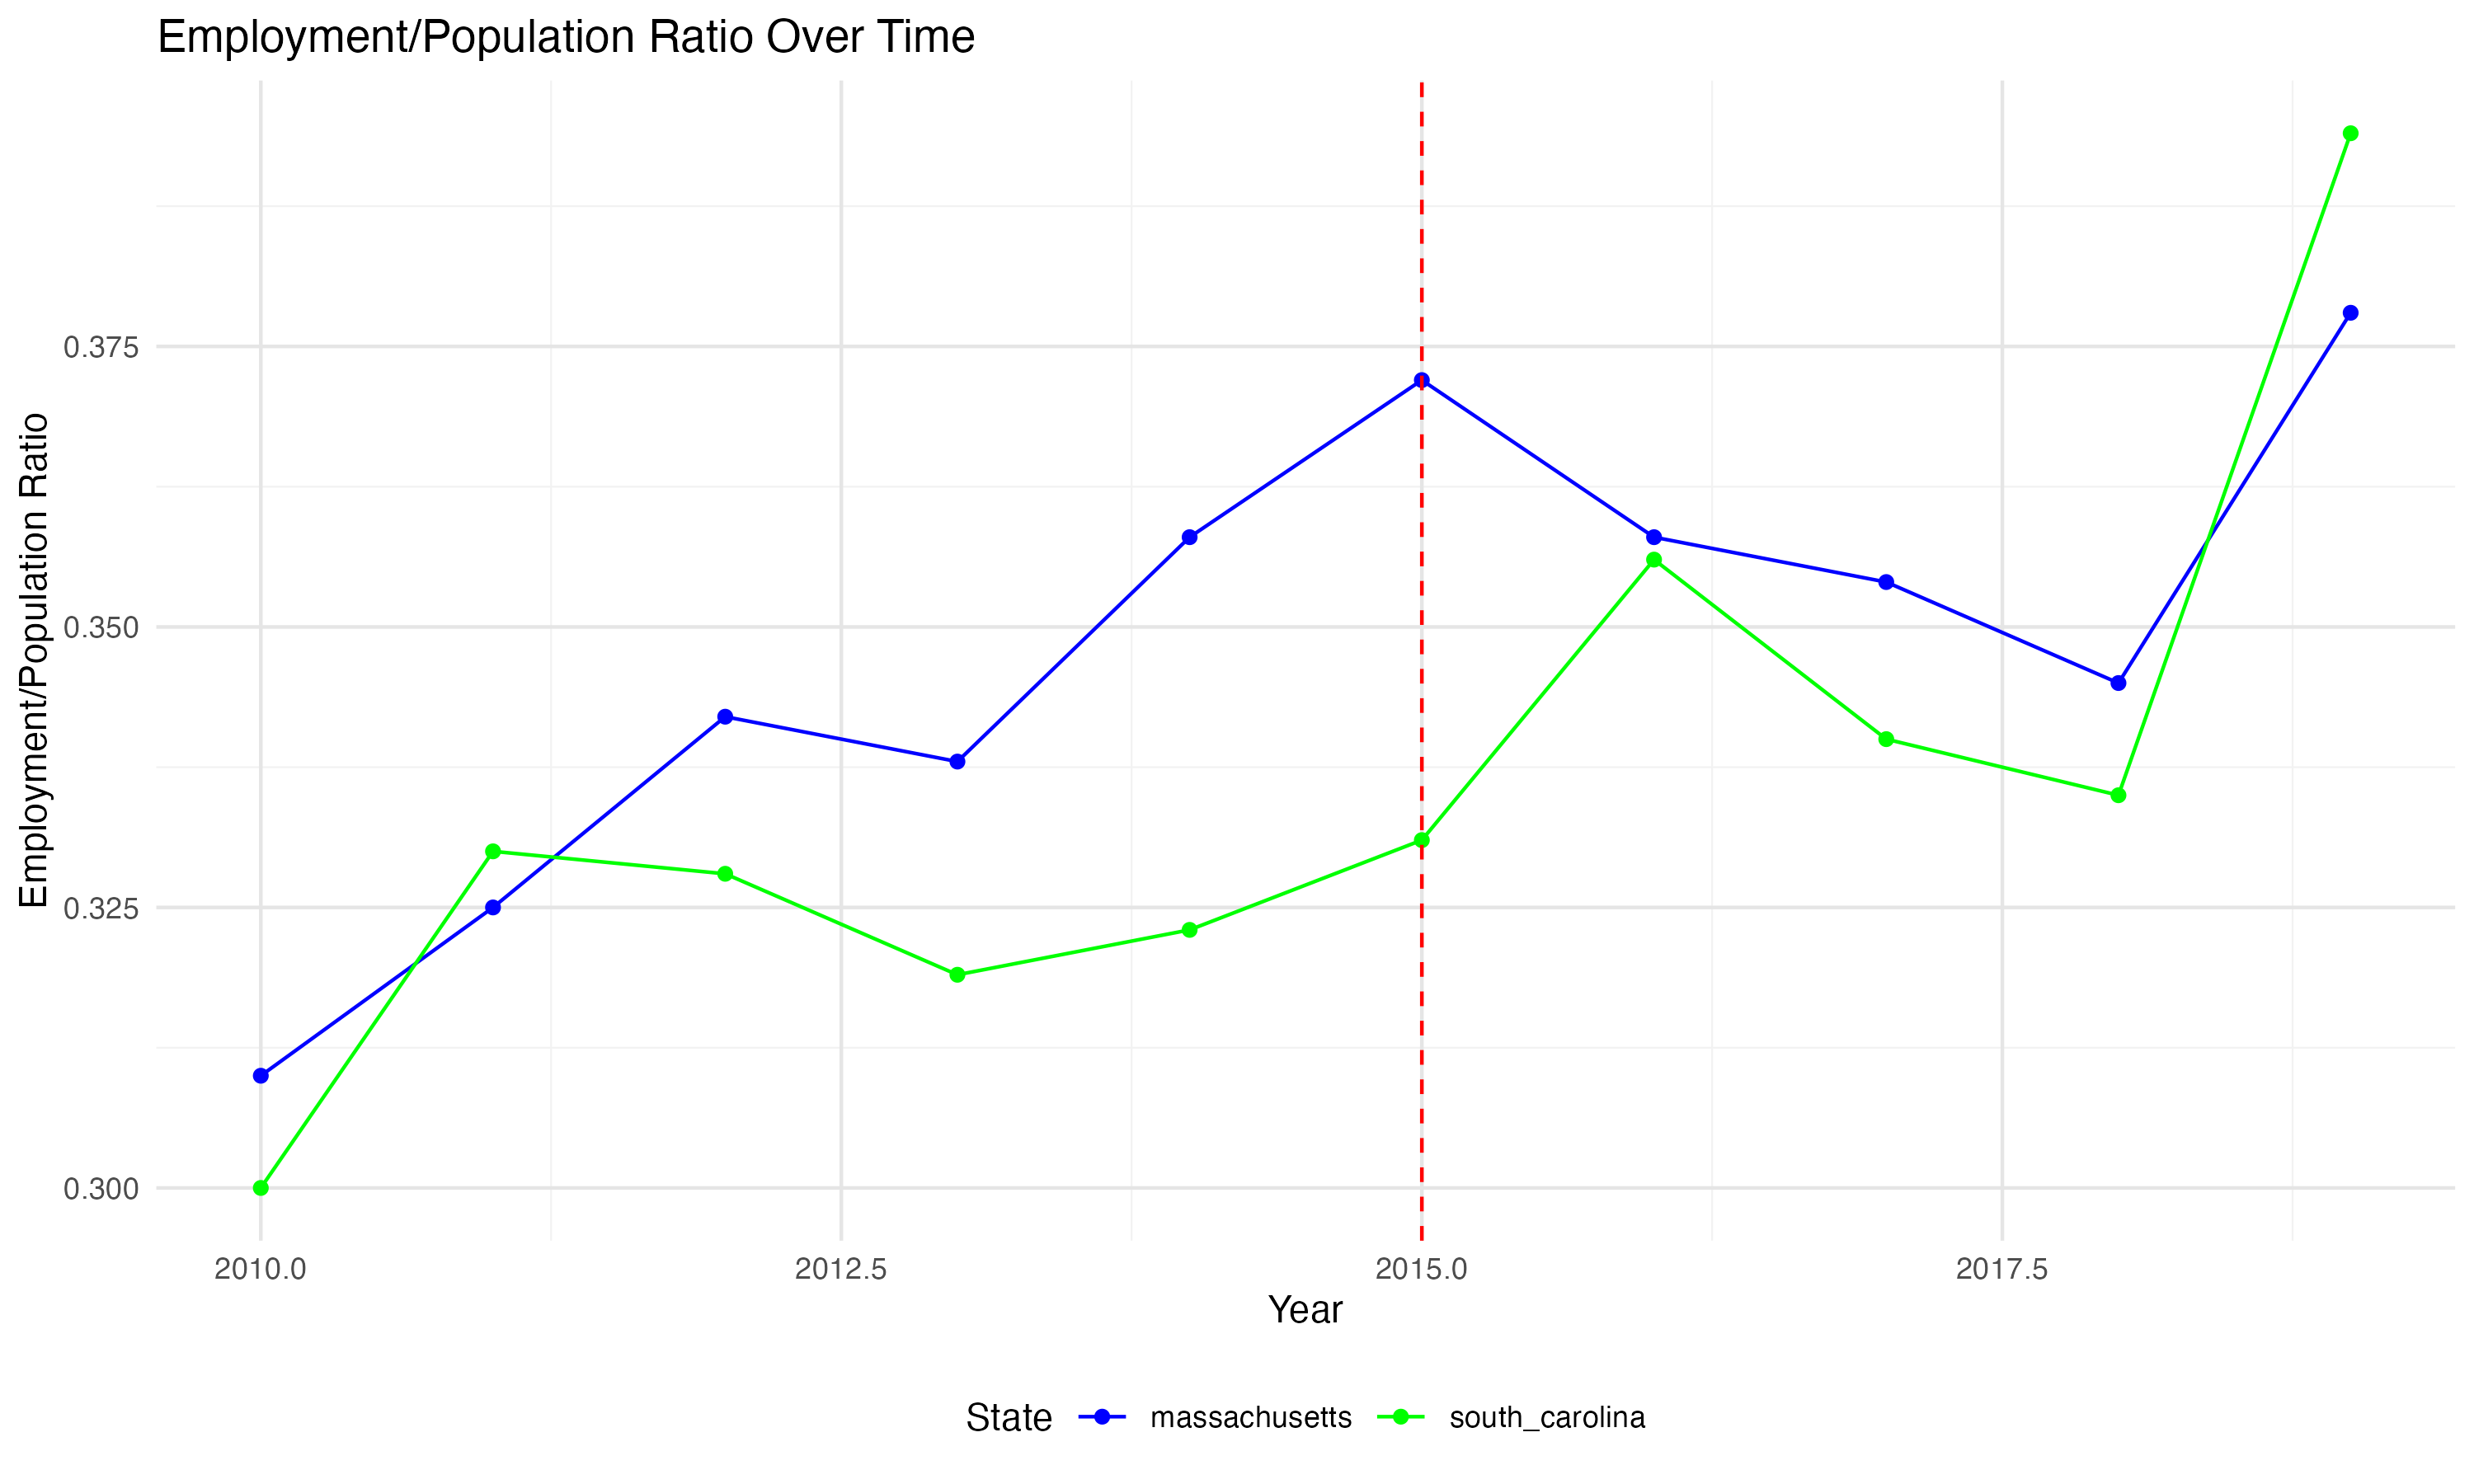 Employment/Population Ratio Over Time
Employment/Population Ratio
0.375
0.350
0.325
0.300
2010.0 2012.5 2015.0 2017.5
Year
State massachusetts south_carolina